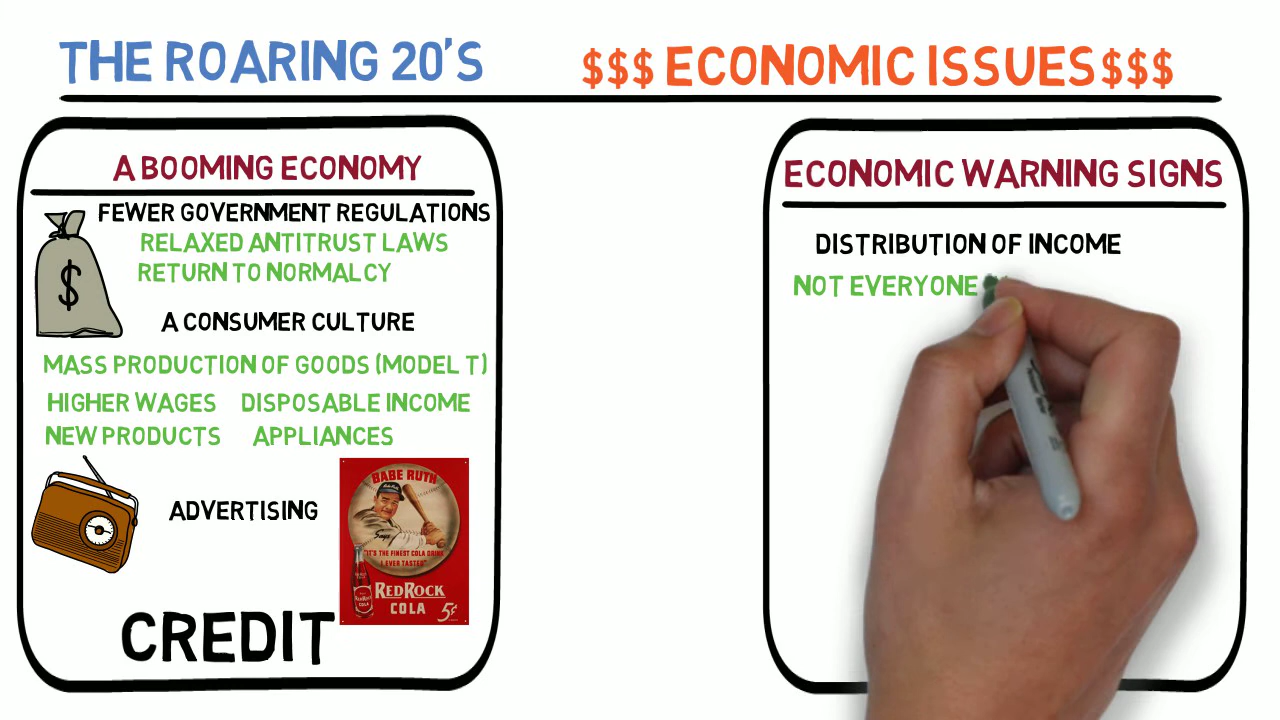 THE ROARING 20'S
$$$ ECONOMIC ISSUES $$$
A BOOMING ECONOMY
FEWER GOVERNMENT REGULATIONS
RELAXED ANTITRUST LAWS
RETURN TO NORMALCY
$
A CONSUMER CULTURE
MASS PRODUCTION OF GOODS (MODEL T)
HIGHER WAGES DISPOSABLE INCOME
NEW PRODUCTS APPLIANCES
ADVERTISING
BABE RUTH
"IT'S THE FINEST COLA DRINK
I EVER TASTED"
RED ROCK
COLA 5¢
CREDIT
ECONOMIC WARNING SIGNS
DISTRIBUTION OF INCOME
NOT EVERYONE